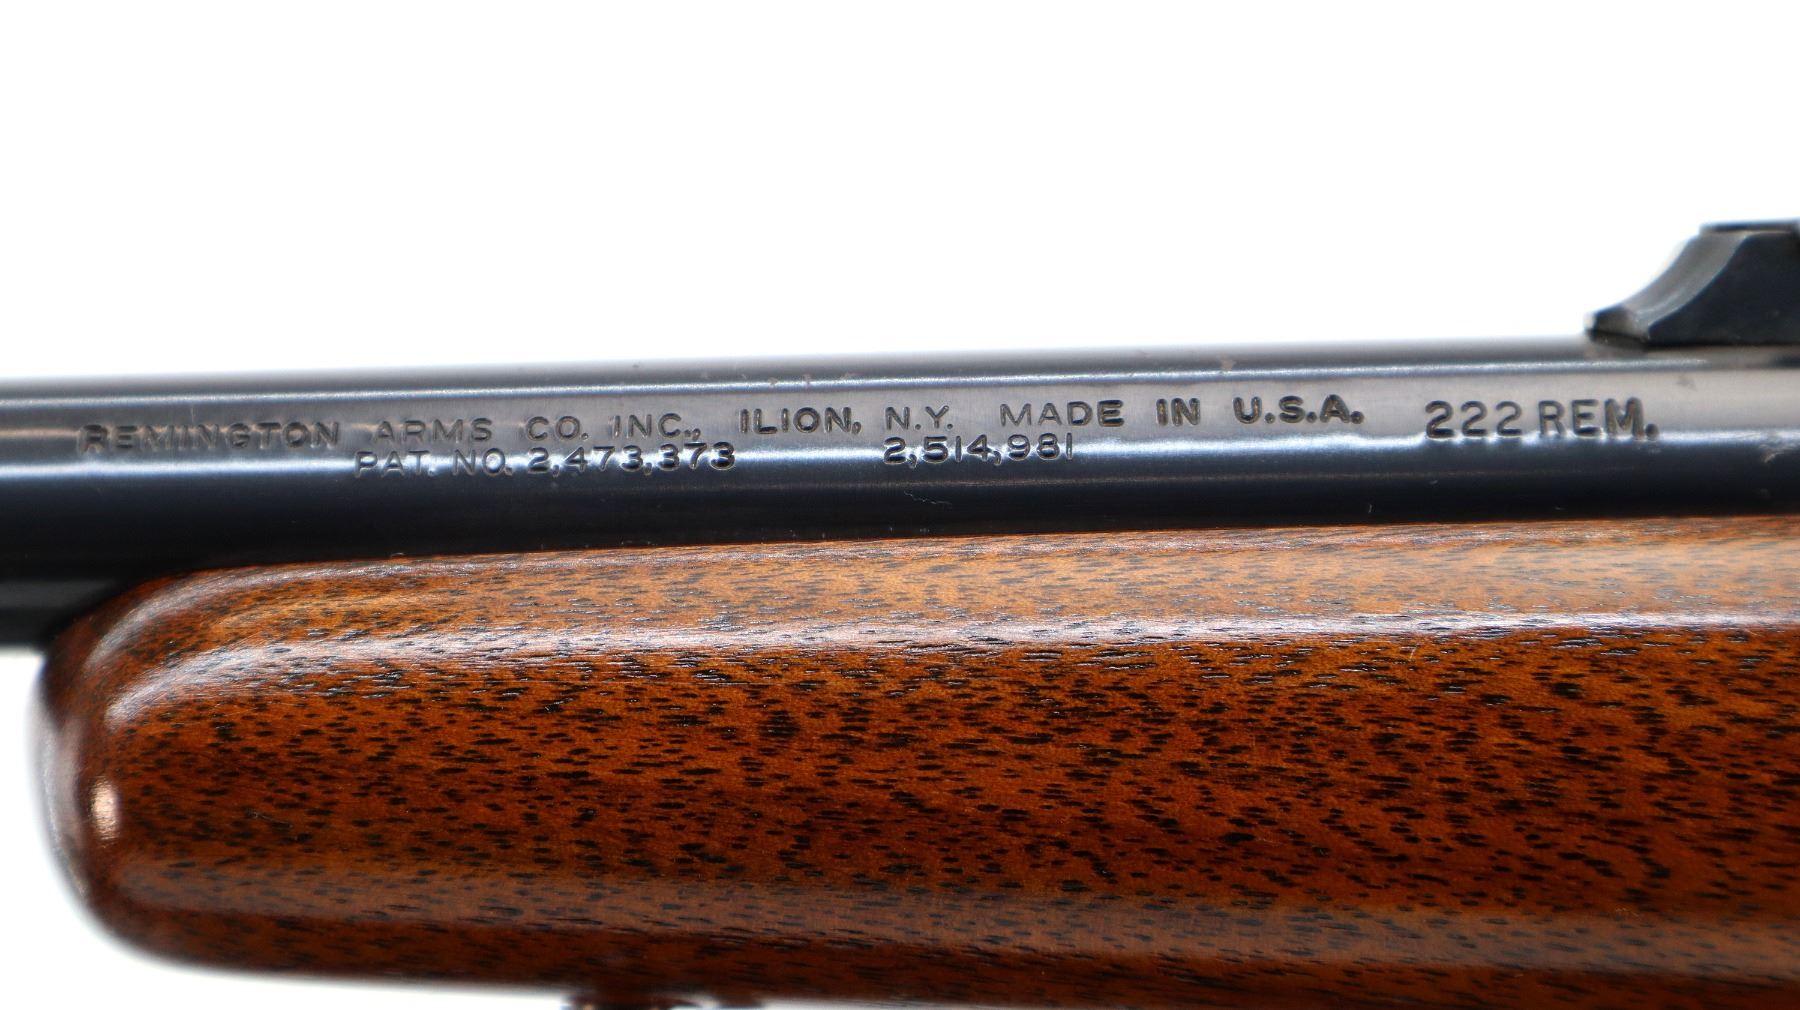 REMINGTON ARMS CO. INC., ILION, N.Y. MADE IN U.S.A. 222 REM.
PAT. NO. 2,473,373 2,514,981